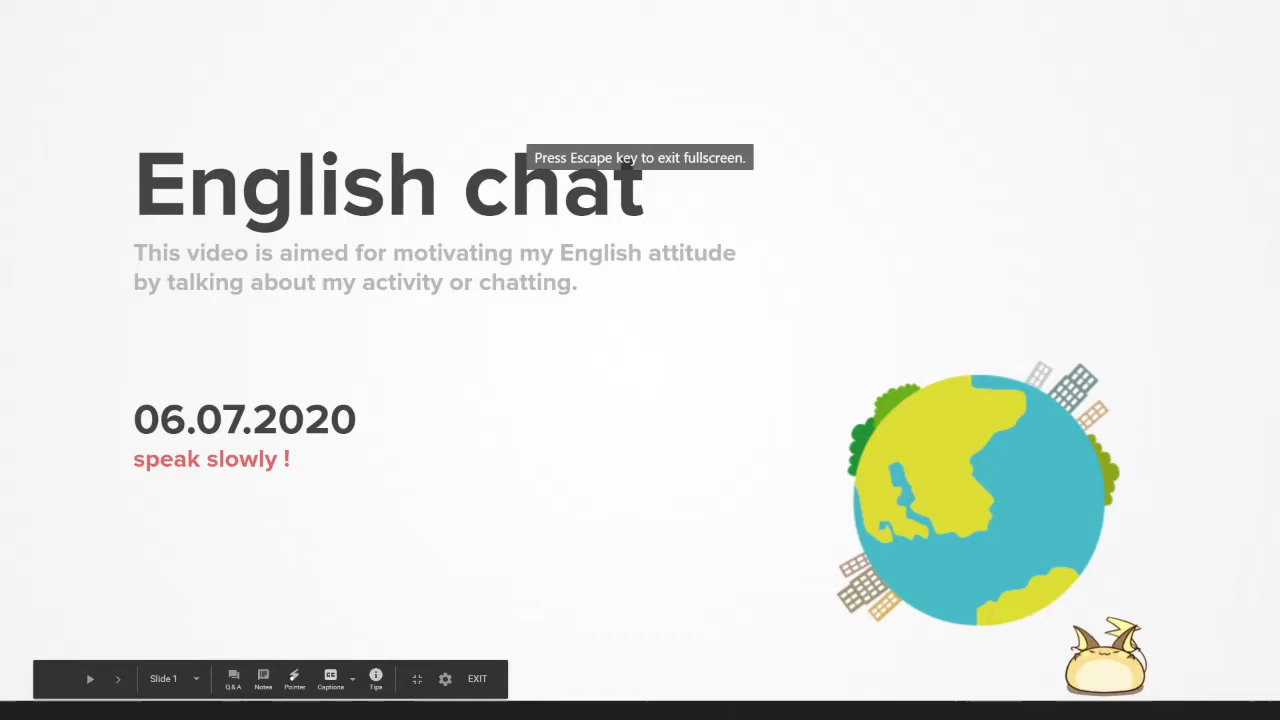 Press Escape key to exit fullscreen.
English chat
This video is aimed for motivating my English attitude
by talking about my activity or chatting.
06.07.2020
speak slowly !
Slide 1
Q & A
Notes
Pointer
CC
Captions
Tips
EXIT